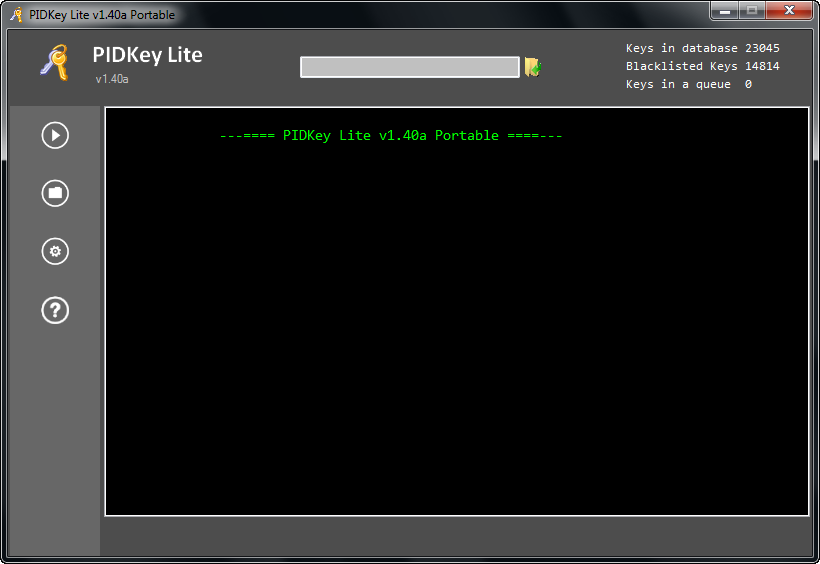 PIDKey Lite v1.40a Portable
PIDKey Lite
v1.40a
Keys in database 23045
Blacklisted Keys 14814
Keys in a queue 0
---==== PIDKey Lite v1.40a Portable ====---